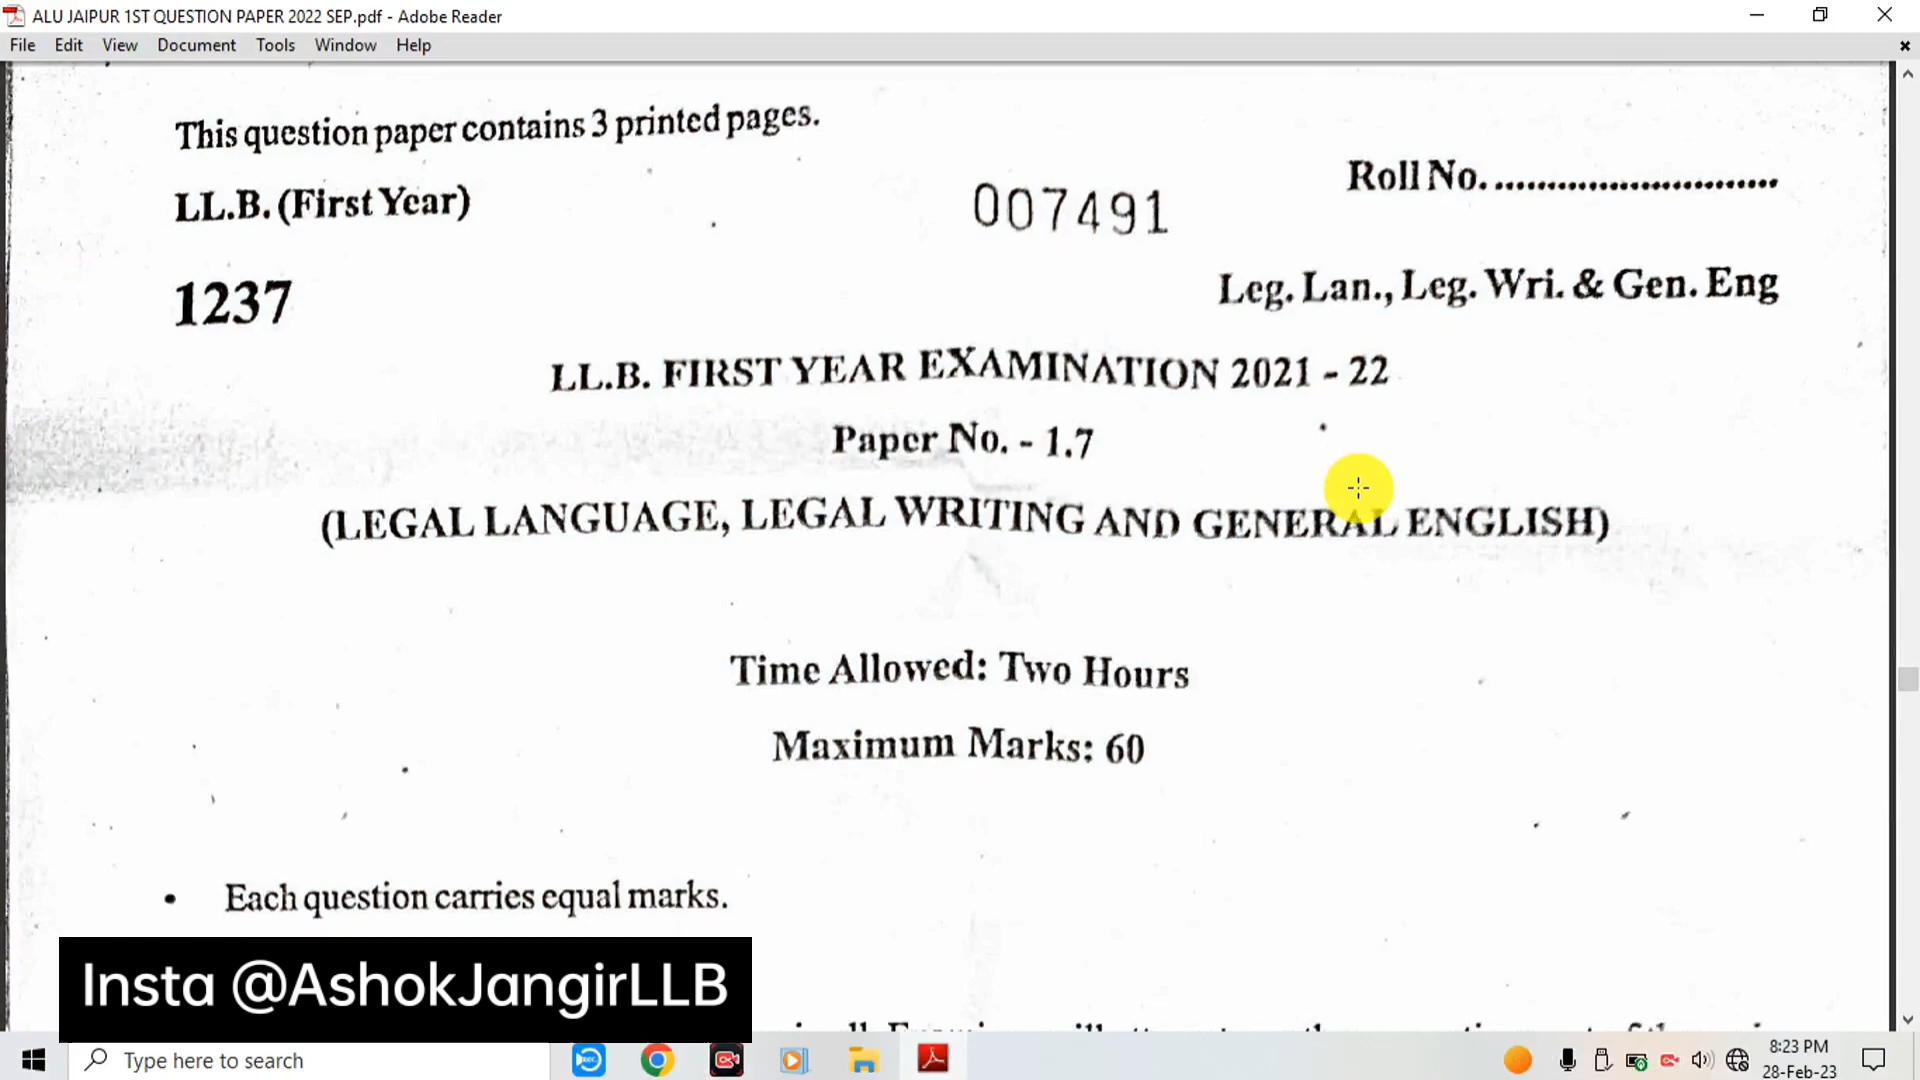 ALU JAIPUR 1ST QUESTION PAPER 2022 SEP.pdf - Adobe Reader
File Edit View Document Tools Window Help
This question paper contains 3 printed pages.
Roll No. ............................
LL.B. (First Year)
007491
1237
Leg. Lan., Leg. Wri. & Gen. Eng
LL.B. FIRST YEAR EXAMINATION 2021 - 22
Paper No. - 1.7
(LEGAL LANGUAGE, LEGAL WRITING AND GENERAL ENGLISH)
Time Allowed: Two Hours
Maximum Marks: 60
• Each question carries equal marks.
Insta @AshokJangirLLB
Type here to search
8:23 PM
28-Feb-23